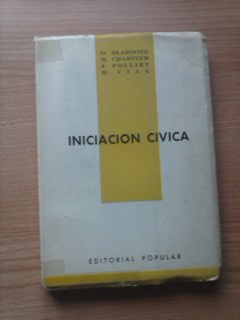 G. BLARDONE
M. CHARTIER
J. FOLLIET
H. VIAL
INICIACION CIVICA
EDITORIAL POPULAR